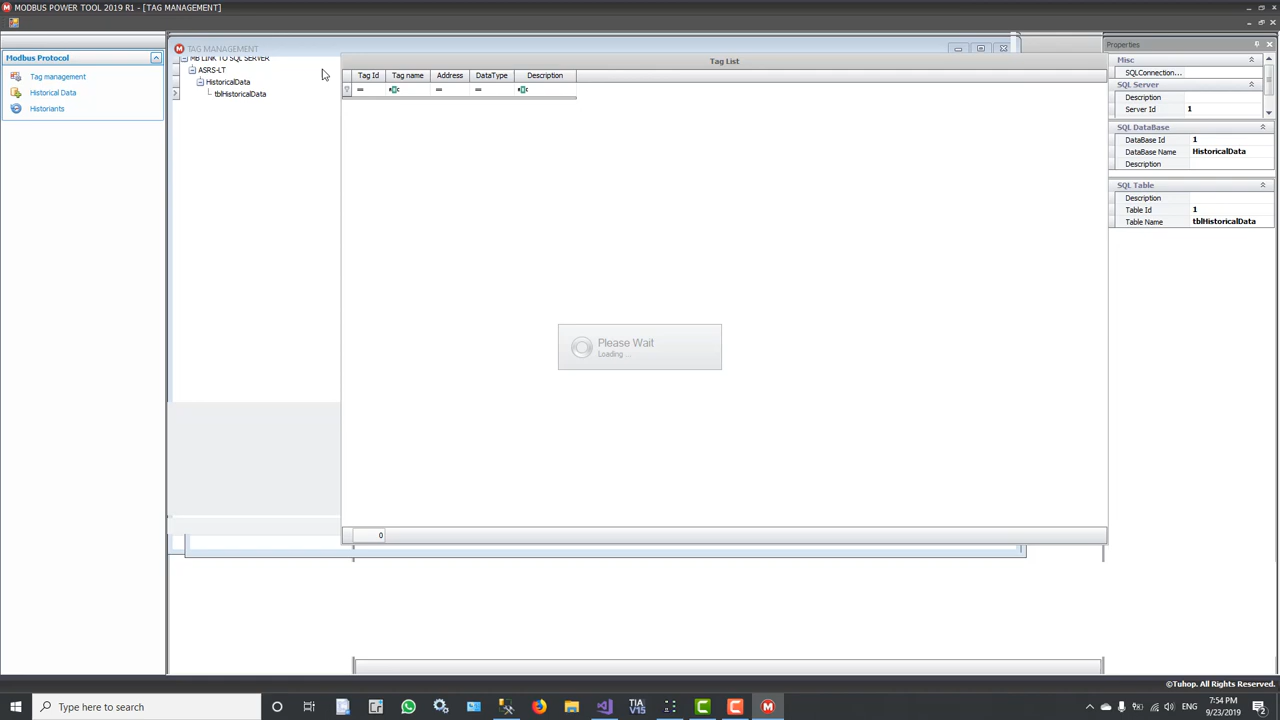 MODBUS POWER TOOL 2019 R1 - [TAG MANAGEMENT]
Modbus Protocol
Tag management
Historical Data
Historiants
TAG MANAGEMENT
MB LINK TO SQL SERVER
ASRS-LT
HistoricalData
tblHistoricalData
Tag List
Tag Id Tag name Address DataType Description
= = =
Please Wait
Loading ...
0
Properties
Misc
SQLConnection...
SQL Server
Description
Server Id 1
SQL DataBase
DataBase Id 1
DataBase Name HistoricalData
Description
SQL Table
Description
Table Id 1
Table Name tblHistoricalData
©Tuhop. All Rights Reserved.
Type here to search
TIA
V15
ENG
7:54 PM
9/23/2019
2